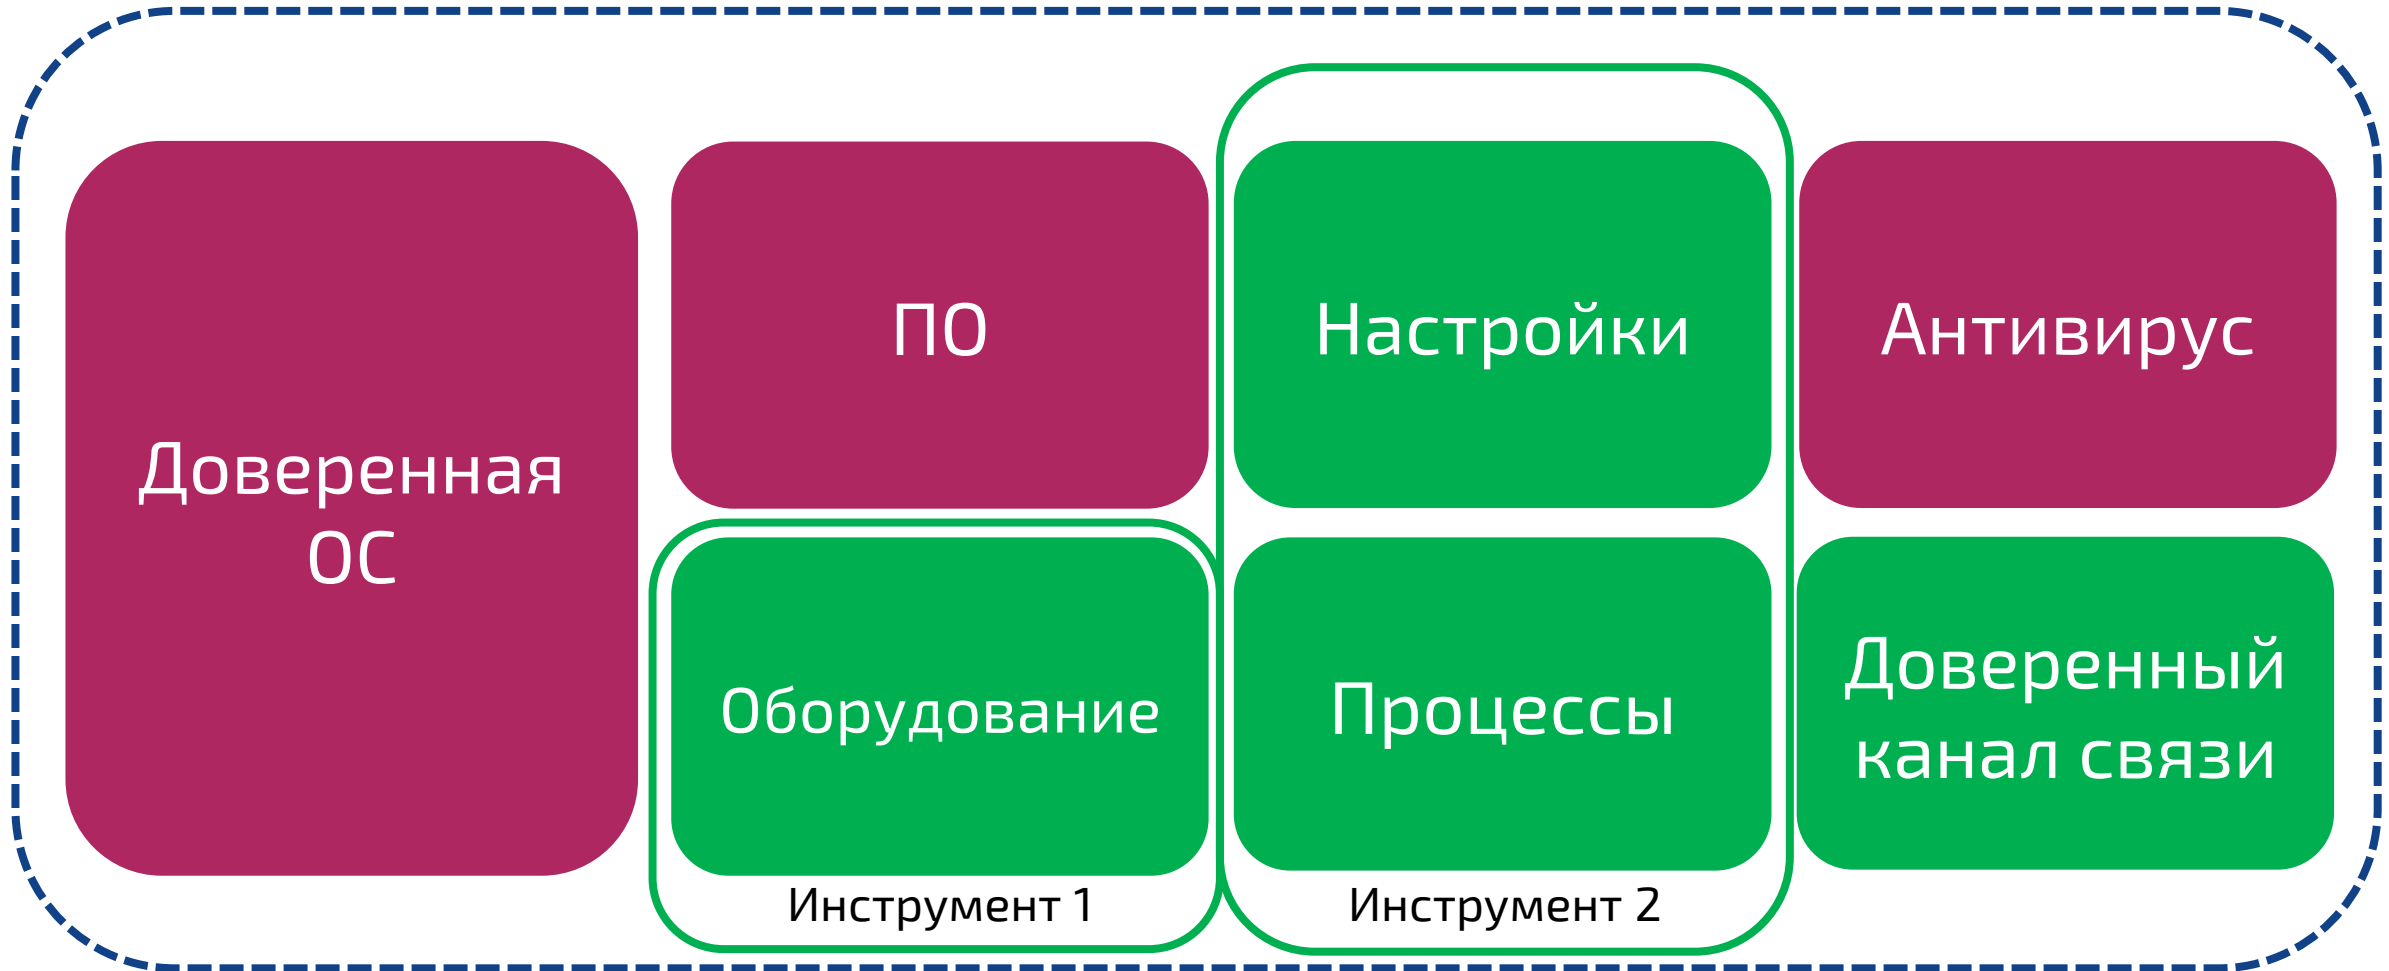 Доверенная
ОС
ПО
Настройки
Антивирус
Оборудование
Процессы
Доверенный
канал связи
Инструмент 1
Инструмент 2